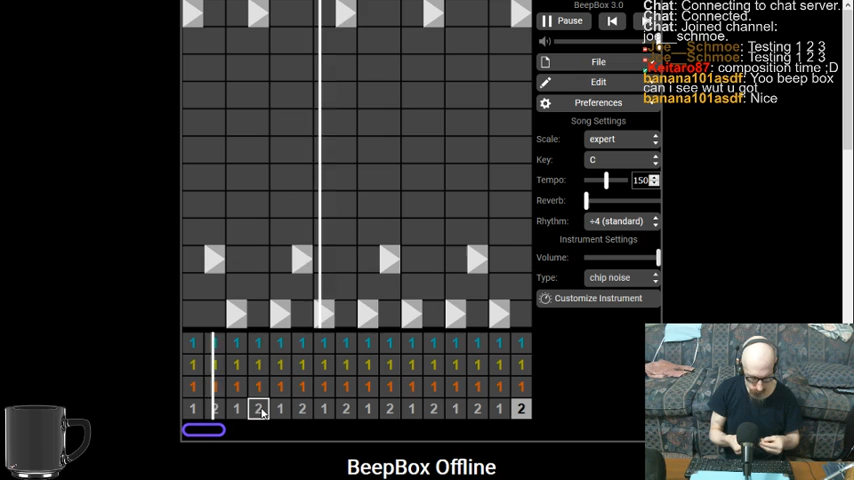 BeepBox 3.0
Pause
File
Edit
Preferences
Song Settings
Scale: expert
Key: C
Tempo: 150
Reverb:
Rhythm: ÷4 (standard)
Instrument Settings
Volume:
Type: chip noise
Customize Instrument
Chat: Connecting to chat server.
Chat: Connected.
Chat: Joined channel:
joe__schmoe.
Joe__Schmoe: Testing 1 2 3
Joe__Schmoe: Testing 1 2 3
Keitaro87: composition time ;D
banana101asdf: Yoo beep box
can i see wut u got
banana101asdf: Nice
1 1 1 1 1 1 1 1 1 1 1 1 1 1 1 1
1 1 1 1 1 1 1 1 1 1 1 1 1 1 1 1
1 1 1 1 1 1 1 1 1 1 1 1 1 1 1 1
1 2 1 2 1 2 1 2 1 2 1 2 1 2 1 2
BeepBox Offline